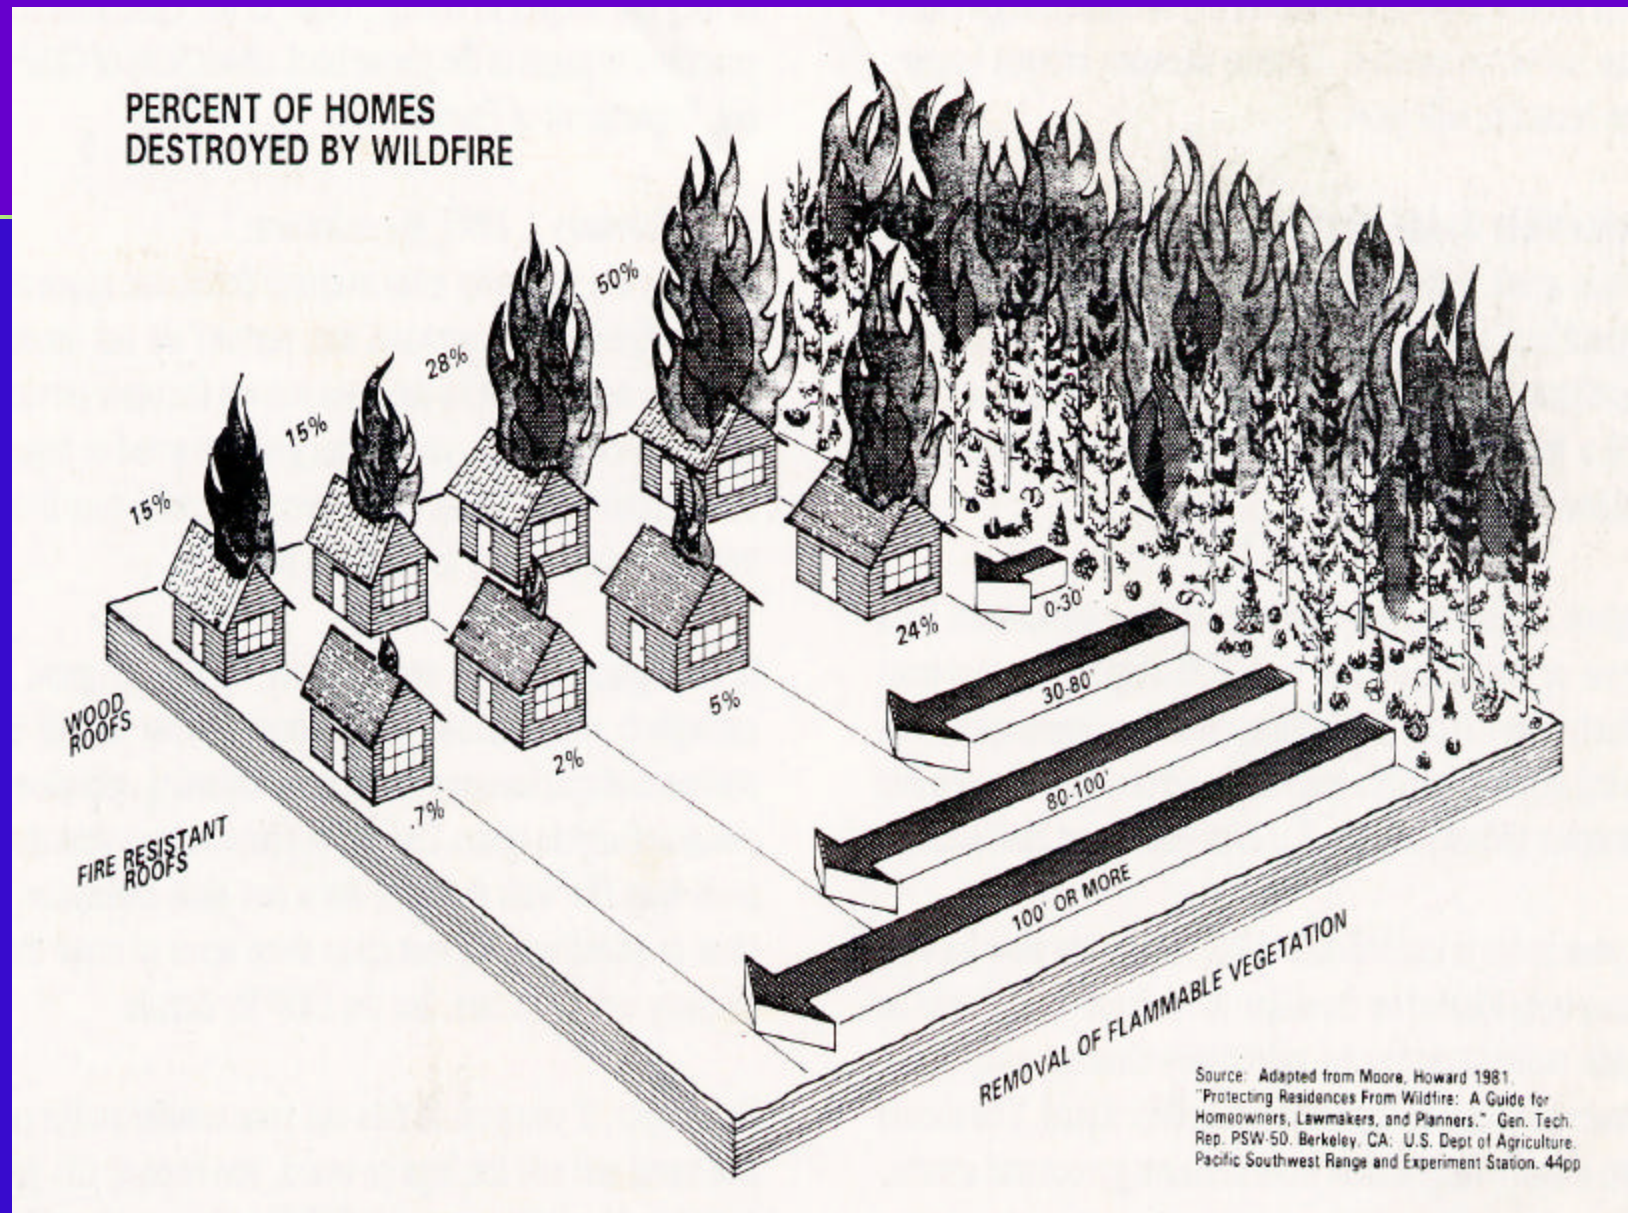 PERCENT OF HOMES
DESTROYED BY WILDFIRE
50%
28%
15%
15%
24%
5%
2%
.7%
0-30'
30-80'
80-100'
100' OR MORE
WOOD
ROOFS
FIRE RESISTANT
ROOFS
REMOVAL OF FLAMMABLE VEGETATION
Source: Adapted from Moore, Howard 1981.
"Protecting Residences From Wildfire: A Guide for
Homeowners, Lawmakers, and Planners." Gen. Tech.
Rep. PSW-50. Berkeley, CA: U.S. Dept of Agriculture.
Pacific Southwest Range and Experiment Station. 44pp